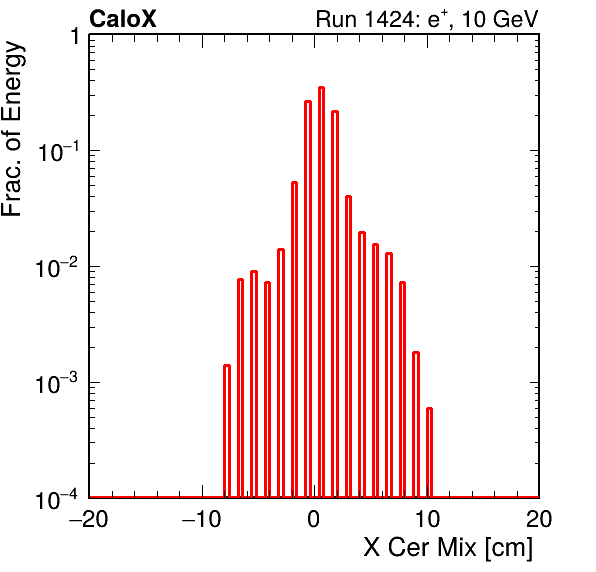 CaloX Run 1424: e⁺, 10 GeV
Frac. of Energy
1
10⁻¹
10⁻²
10⁻³
10⁻⁴
−20 −10 0 10 20
X Cer Mix [cm]